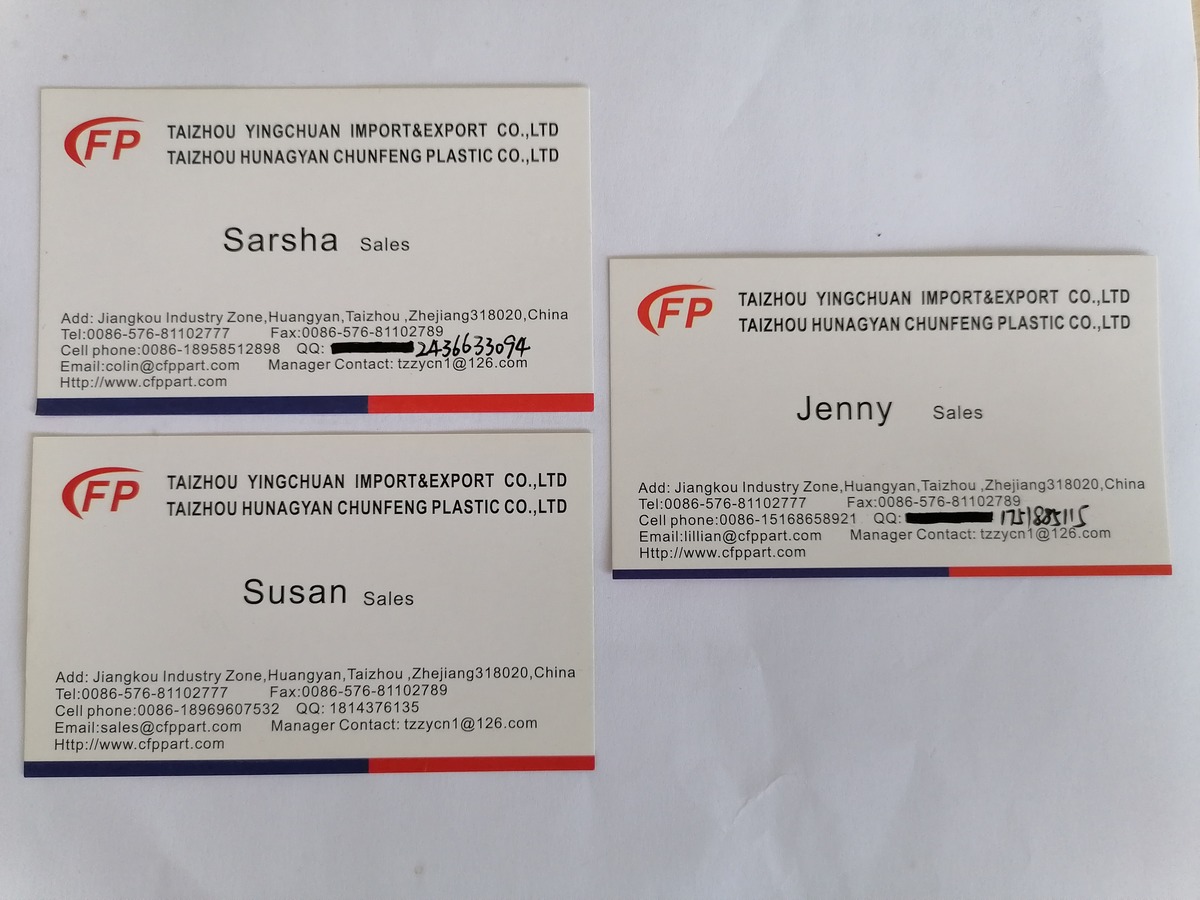 CFP
TAIZHOU YINGCHUAN IMPORT&EXPORT CO.,LTD
TAIZHOU HUNAGYAN CHUNFENG PLASTIC CO.,LTD
Sarsha Sales
Add: Jiangkou Industry Zone,Huangyan,Taizhou ,Zhejiang318020,China
Tel:0086-576-81102777 Fax:0086-576-81102789
Cell phone:0086-18958512898 QQ: 2436633094
Email:colin@cfppart.com Manager Contact: tzzycn1@126.com
Http://www.cfppart.com
CFP
TAIZHOU YINGCHUAN IMPORT&EXPORT CO.,LTD
TAIZHOU HUNAGYAN CHUNFENG PLASTIC CO.,LTD
Susan Sales
Add: Jiangkou Industry Zone,Huangyan,Taizhou ,Zhejiang318020,China
Tel:0086-576-81102777 Fax:0086-576-81102789
Cell phone:0086-18969607532 QQ: 1814376135
Email:sales@cfppart.com Manager Contact: tzzycn1@126.com
Http://www.cfppart.com
CFP
TAIZHOU YINGCHUAN IMPORT&EXPORT CO.,LTD
TAIZHOU HUNAGYAN CHUNFENG PLASTIC CO.,LTD
Jenny Sales
Add: Jiangkou Industry Zone,Huangyan,Taizhou ,Zhejiang318020,China
Tel:0086-576-81102777 Fax:0086-576-81102789
Cell phone:0086-15168658921 QQ:
Email:lillian@cfppart.com Manager Contact: tzzycn1@126.com
Http://www.cfppart.com